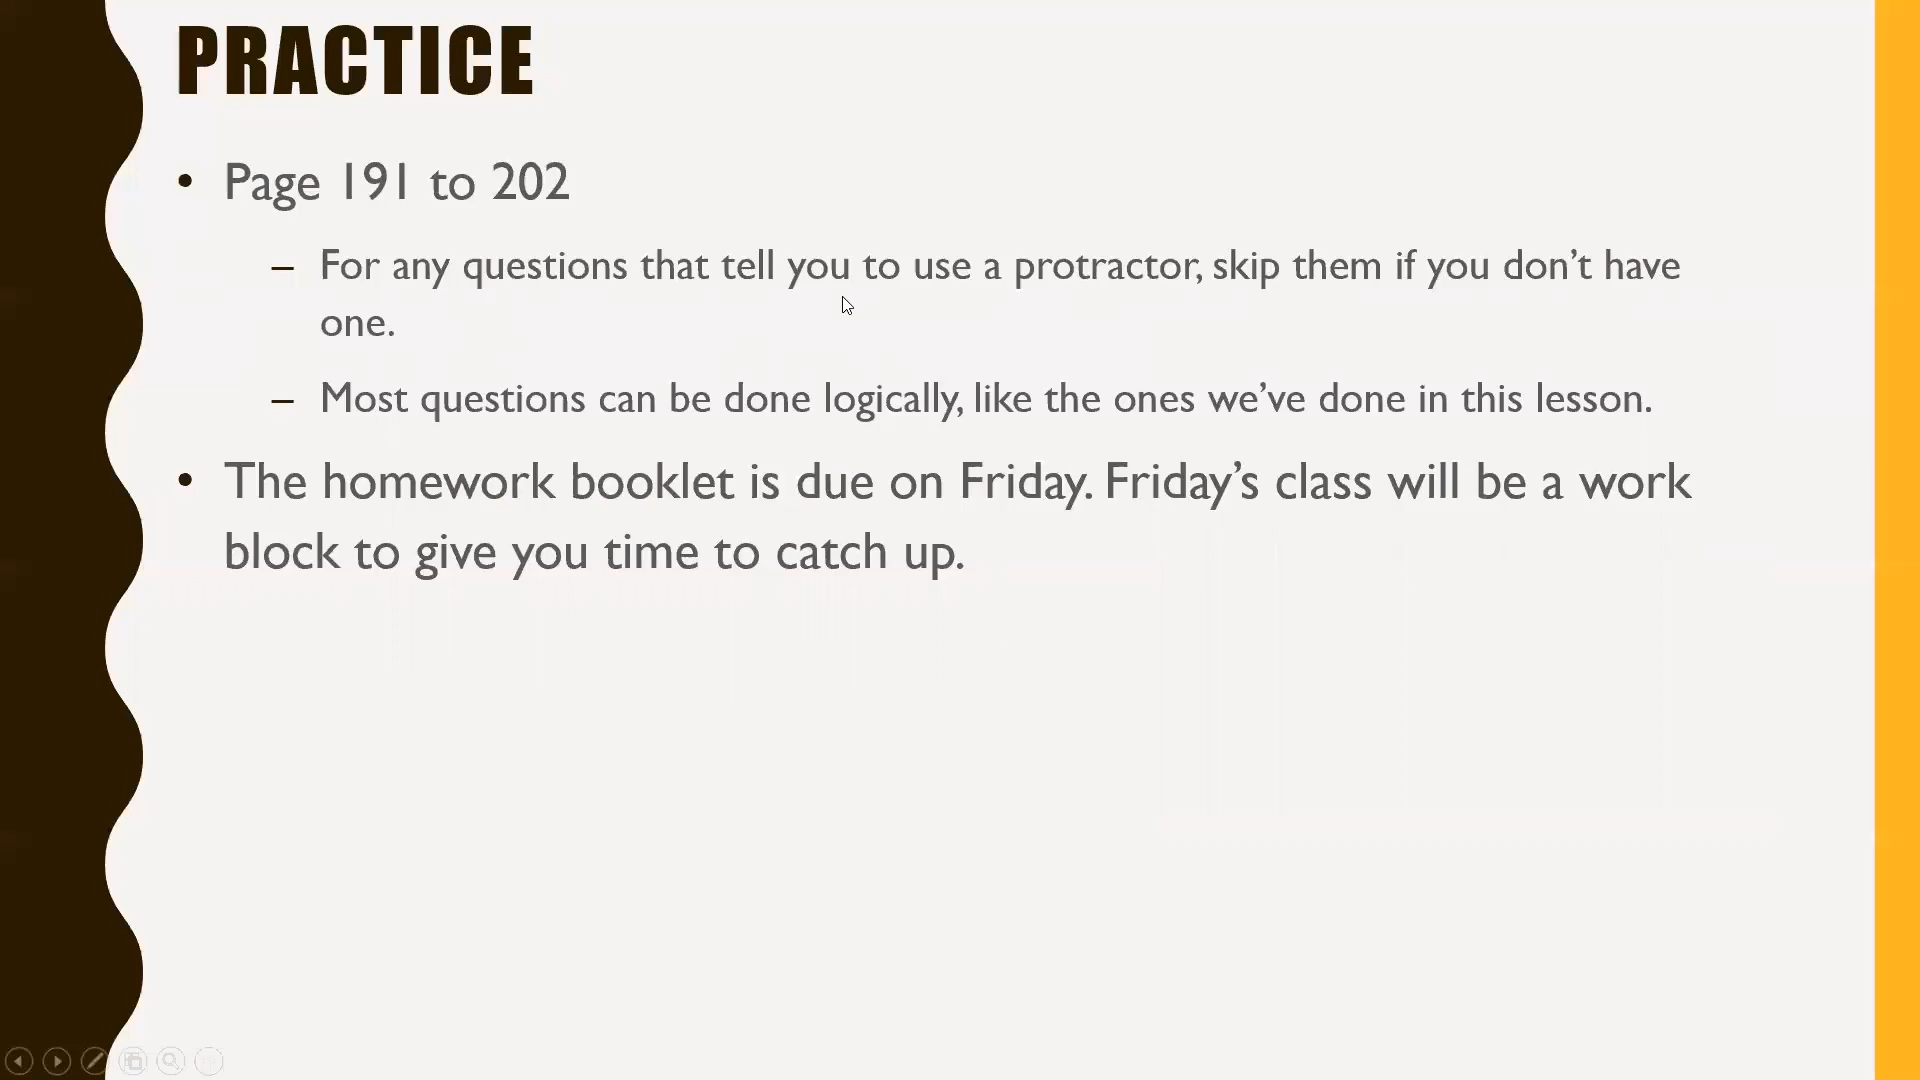 PRACTICE
• Page 191 to 202
– For any questions that tell you to use a protractor, skip them if you don’t have
one.
– Most questions can be done logically, like the ones we’ve done in this lesson.
• The homework booklet is due on Friday. Friday’s class will be a work
block to give you time to catch up.